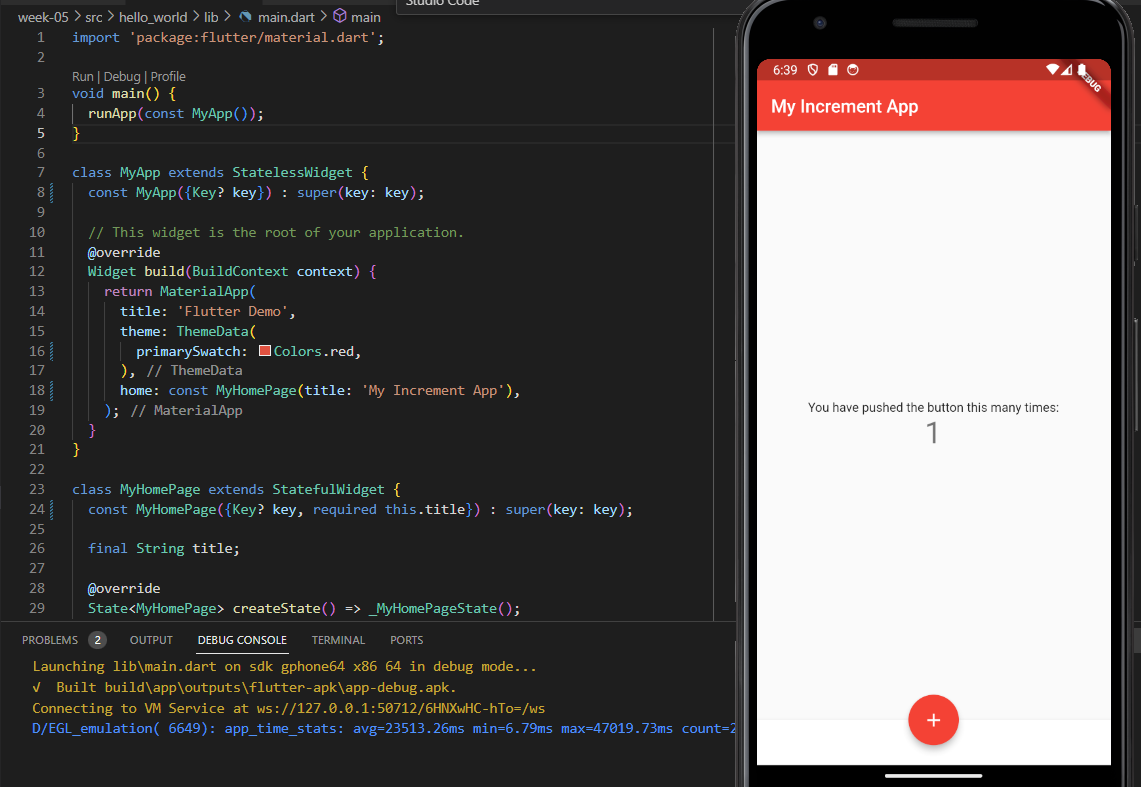 Studio Code
week-05 > src > hello_world > lib > main.dart > main
1 import 'package:flutter/material.dart';
2
Run | Debug | Profile
3 void main() {
4 runApp(const MyApp());
5 }
6
7 class MyApp extends StatelessWidget {
8 const MyApp({Key? key}) : super(key: key);
9
10 // This widget is the root of your application.
11 @override
12 Widget build(BuildContext context) {
13 return MaterialApp(
14 title: 'Flutter Demo',
15 theme: ThemeData(
16 primarySwatch: Colors.red,
17 ), // ThemeData
18 home: const MyHomePage(title: 'My Increment App'),
19 ); // MaterialApp
20 }
21 }
22
23 class MyHomePage extends StatefulWidget {
24 const MyHomePage({Key? key, required this.title}) : super(key: key);
25
26 final String title;
27
28 @override
29 State<MyHomePage> createState() => _MyHomePageState();
PROBLEMS 2 OUTPUT DEBUG CONSOLE TERMINAL PORTS
Launching lib\main.dart on sdk gphone64 x86 64 in debug mode...
√ Built build\app\outputs\flutter-apk\app-debug.apk.
Connecting to VM Service at ws://127.0.0.1:50712/6HNXwHC-hTo=/ws
D/EGL_emulation( 6649): app_time_stats: avg=23513.26ms min=6.79ms max=47019.73ms count=2
6:39
DEBUG
My Increment App
You have pushed the button this many times:
1
+